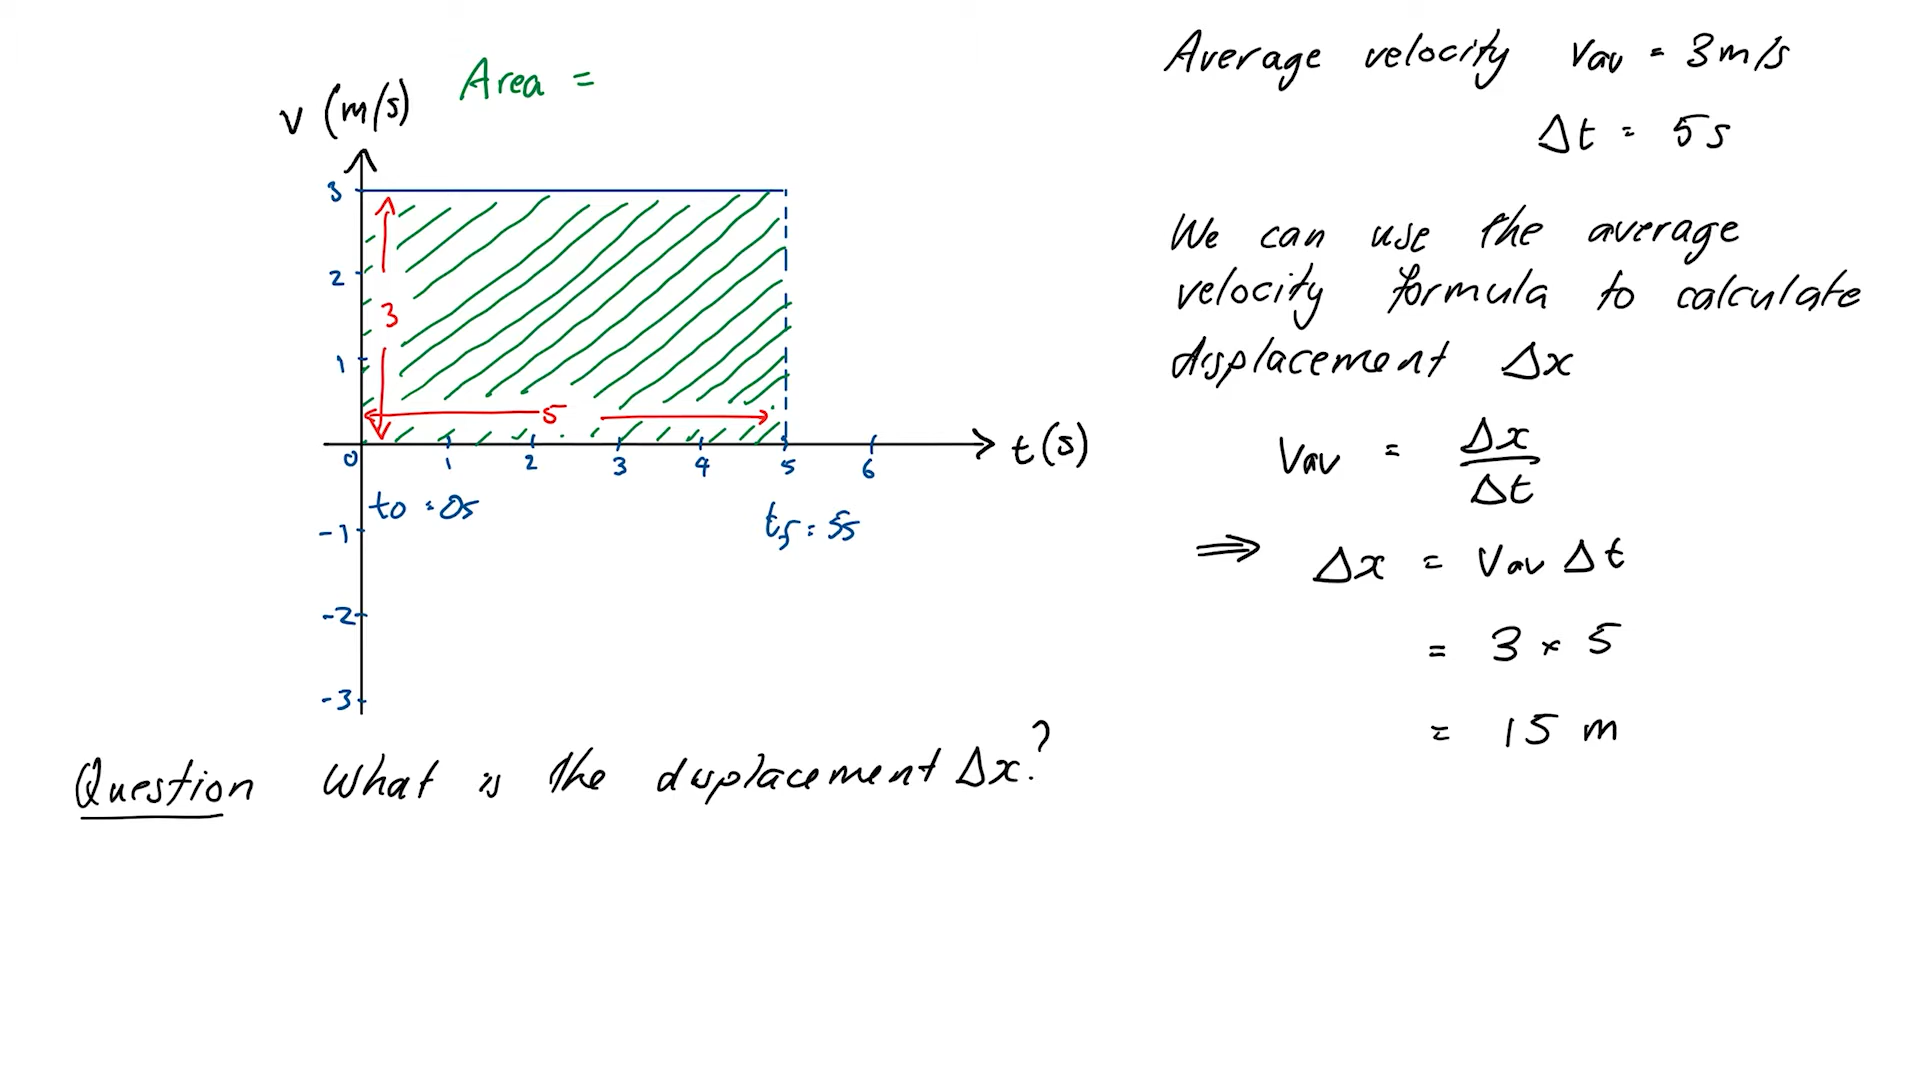 Area =
v (m/s)
3
2
1
0
-1
-2
-3
3
5
1 2 3 4 5 6
t (s)
t0 = 0s
tf = 5s
Question What is the displacement Δx?
Average velocity Vav = 3 m/s
Δt = 5s
We can use the average
velocity formula to calculate
displacement Δx
Vav = Δx/Δt
⇒ Δx = Vav Δt
= 3 × 5
= 15 m